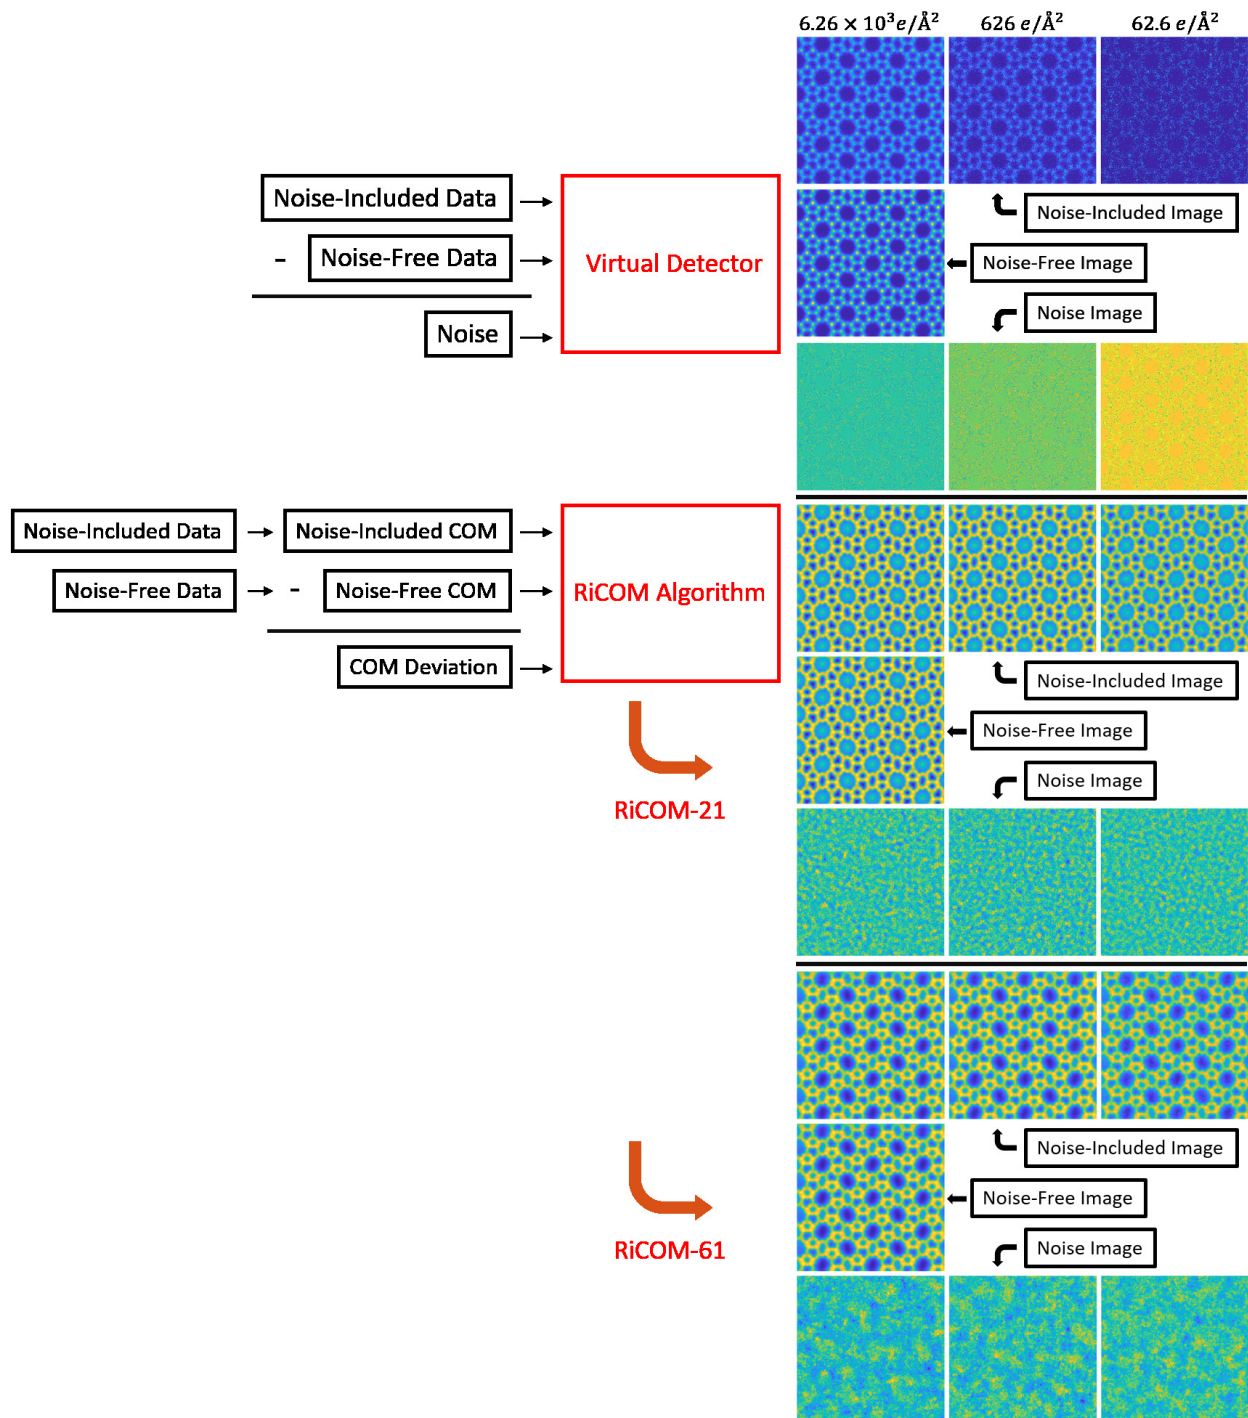 6.26 × 10³e/Å² 626 e/Å² 62.6 e/Å²
Noise-Included Data
- Noise-Free Data
Noise
Virtual Detector
Noise-Included Image
Noise-Free Image
Noise Image
Noise-Included Data Noise-Included COM
Noise-Free Data - Noise-Free COM
COM Deviation
RiCOM Algorithm
Noise-Included Image
Noise-Free Image
Noise Image
RiCOM-21
Noise-Included Image
Noise-Free Image
Noise Image
RiCOM-61